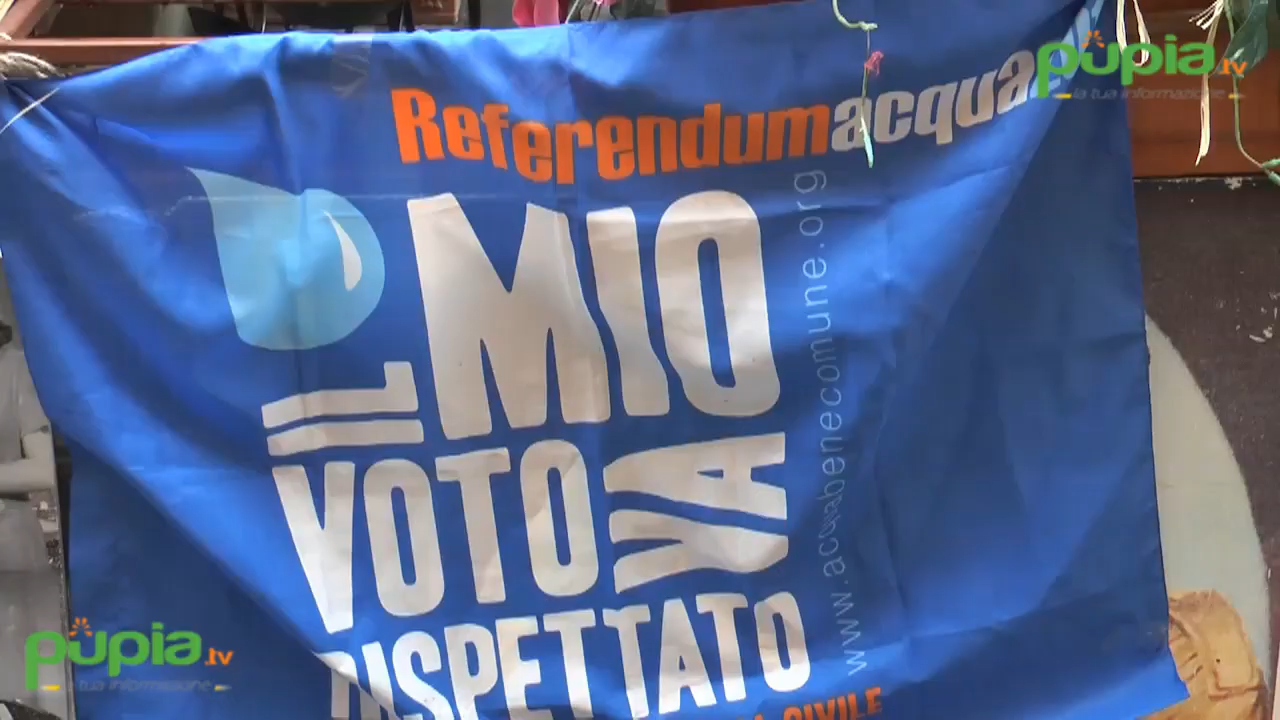 pupia.tv
la tua informazione
Referendumacqua
IL MIO
VOTO VA
RISPETTATO
CIVILE
www.acquabenecomune.org
pupia.tv
la tua informazione